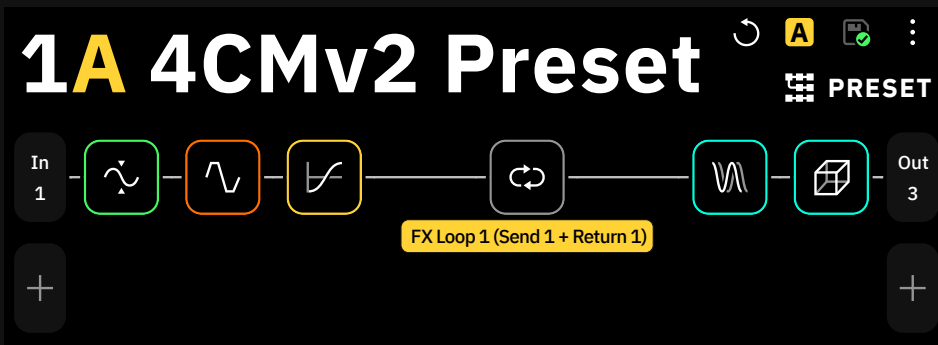 1A 4CMv2 Preset
A
PRESET
In
1
Out
3
FX Loop 1 (Send 1 + Return 1)